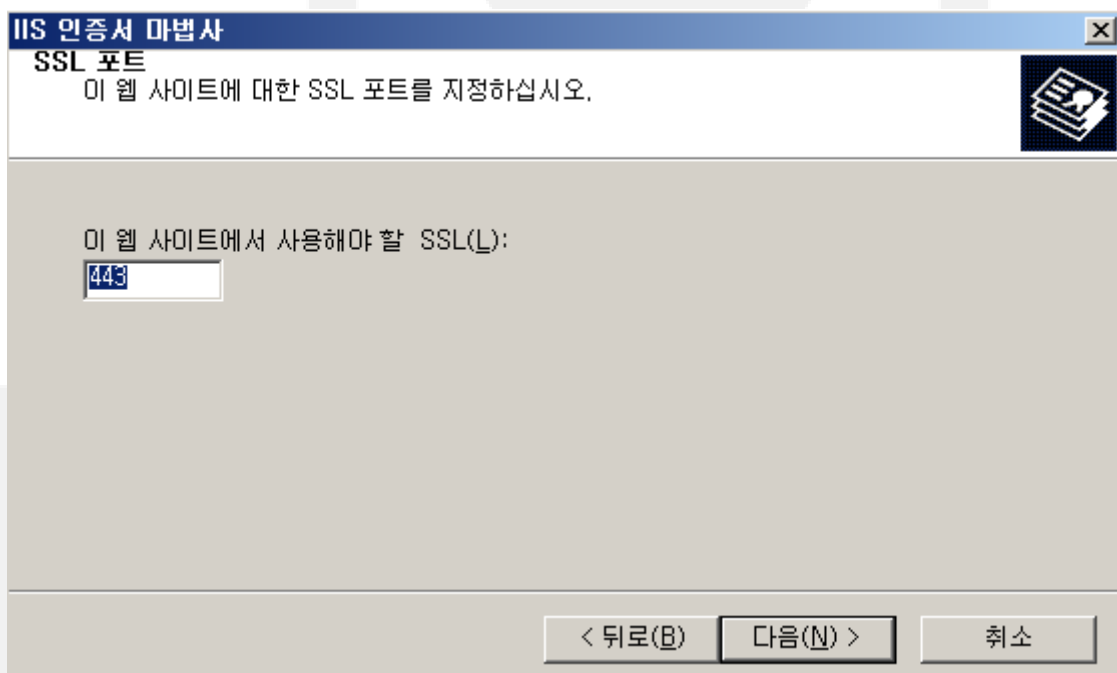 IIS 인증서 마법사
SSL 포트
이 웹 사이트에 대한 SSL 포트를 지정하십시오.
이 웹 사이트에서 사용해야 할 SSL(L):
443
< 뒤로(B) 다음(N) > 취소